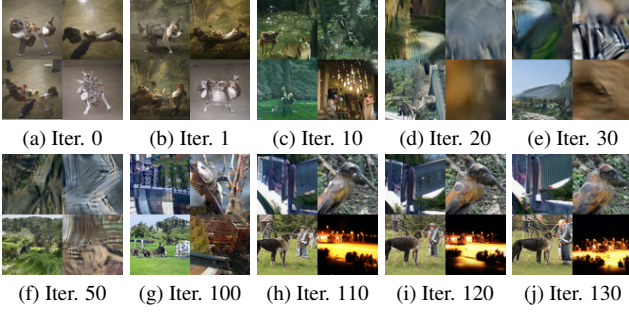 (a) Iter. 0 (b) Iter. 1 (c) Iter. 10 (d) Iter. 20 (e) Iter. 30
(f) Iter. 50 (g) Iter. 100 (h) Iter. 110 (i) Iter. 120 (j) Iter. 130